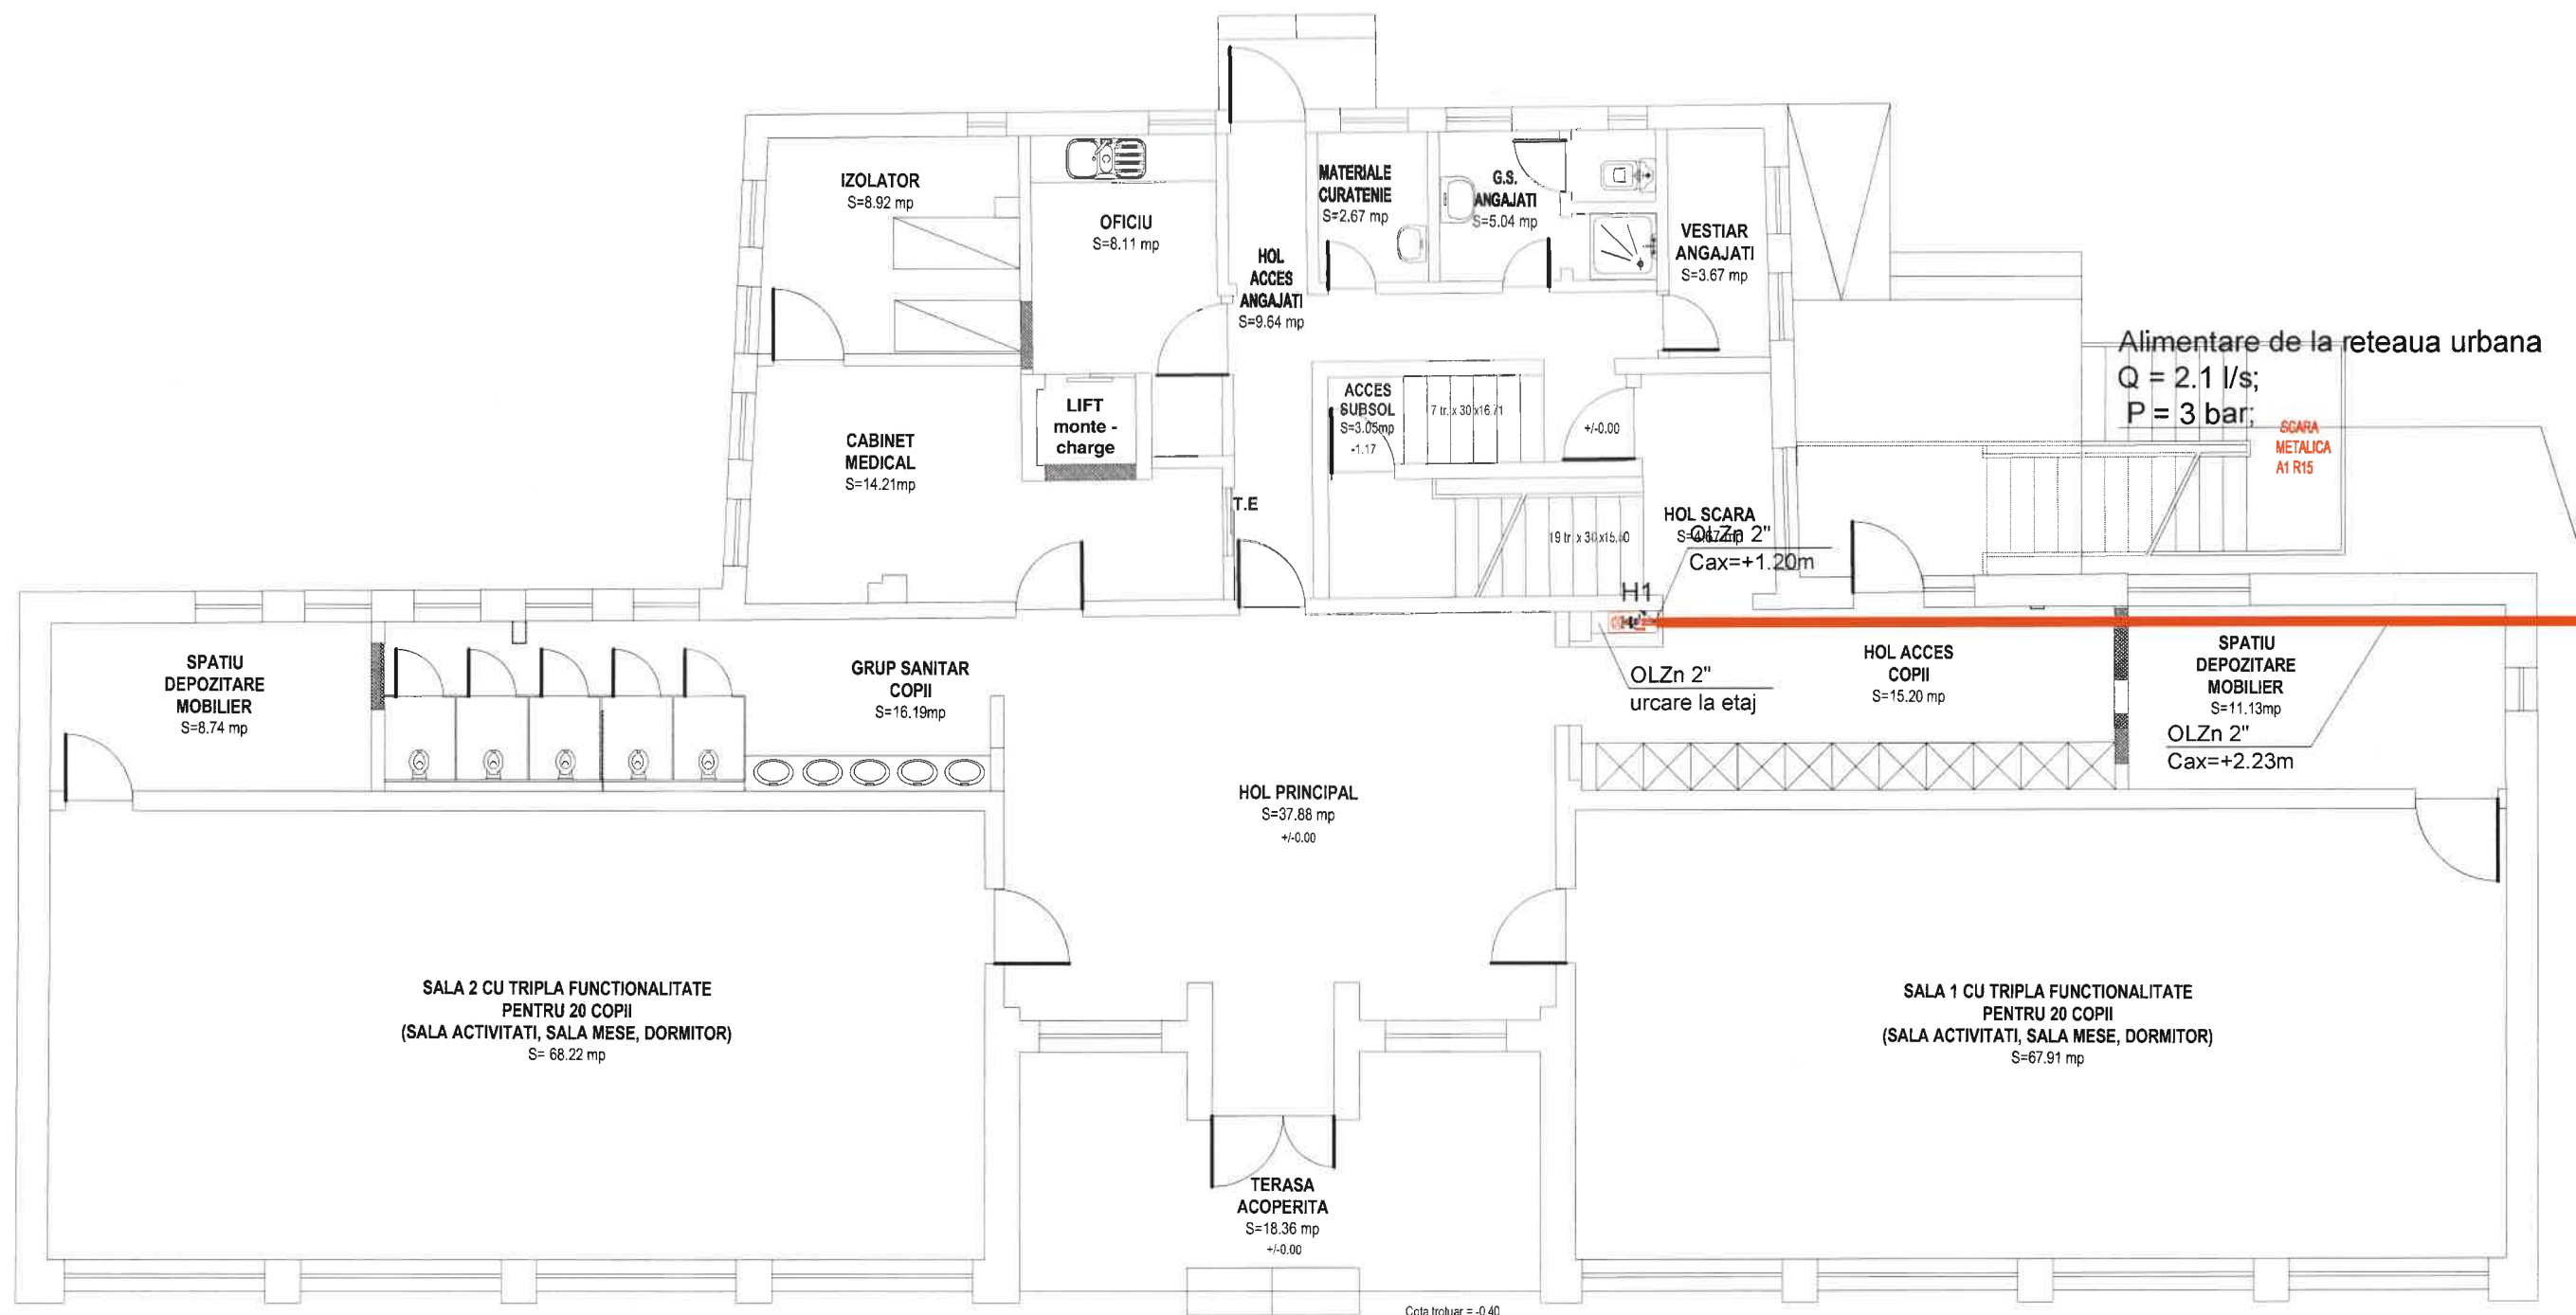 IZOLATOR
S=8.92 mp
OFICIU
S=8.11 mp
HOL
ACCES
ANGAJATI
S=9.64 mp
MATERIALE
CURATENIE
S=2.67 mp
G.S.
ANGAJATI
S=5.04 mp
VESTIAR
ANGAJATI
S=3.67 mp
Alimentare de la reteaua urbana
Q = 2.1 l/s;
P = 3 bar;
SCARA
METALICA
A1 R15
LIFT
monte -
charge
CABINET
MEDICAL
S=14.21mp
T.E
ACCES
SUBSOL
S=3.05mp
-1.17
7 tr. x 30 x16.71
+/-0.00
19 tr x 30 x15.
HOL SCARA
S=4.67 mp
OLZn 2"
Cax=+1.20m
H1
OLZn 2"
urcare la etaj
SPATIU
DEPOZITARE
MOBILIER
S=8.74 mp
GRUP SANITAR
COPII
S=16.19mp
HOL ACCES
COPII
S=15.20 mp
SPATIU
DEPOZITARE
MOBILIER
S=11.13mp
OLZn 2"
Cax=+2.23m
HOL PRINCIPAL
S=37.88 mp
+/-0.00
SALA 2 CU TRIPLA FUNCTIONALITATE
PENTRU 20 COPII
(SALA ACTIVITATI, SALA MESE, DORMITOR)
S= 68.22 mp
SALA 1 CU TRIPLA FUNCTIONALITATE
PENTRU 20 COPII
(SALA ACTIVITATI, SALA MESE, DORMITOR)
S=67.91 mp
TERASA
ACOPERITA
S=18.36 mp
+/-0.00
Cota trotuar = -0.40